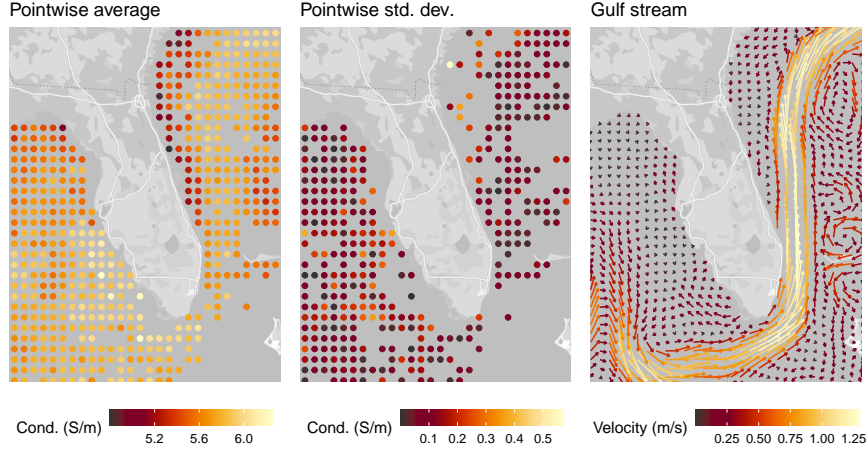 Pointwise average
Pointwise std. dev.
Gulf stream
Cond. (S/m)
5.2 5.6 6.0
Cond. (S/m)
0.1 0.2 0.3 0.4 0.5
Velocity (m/s)
0.25 0.50 0.75 1.00 1.25